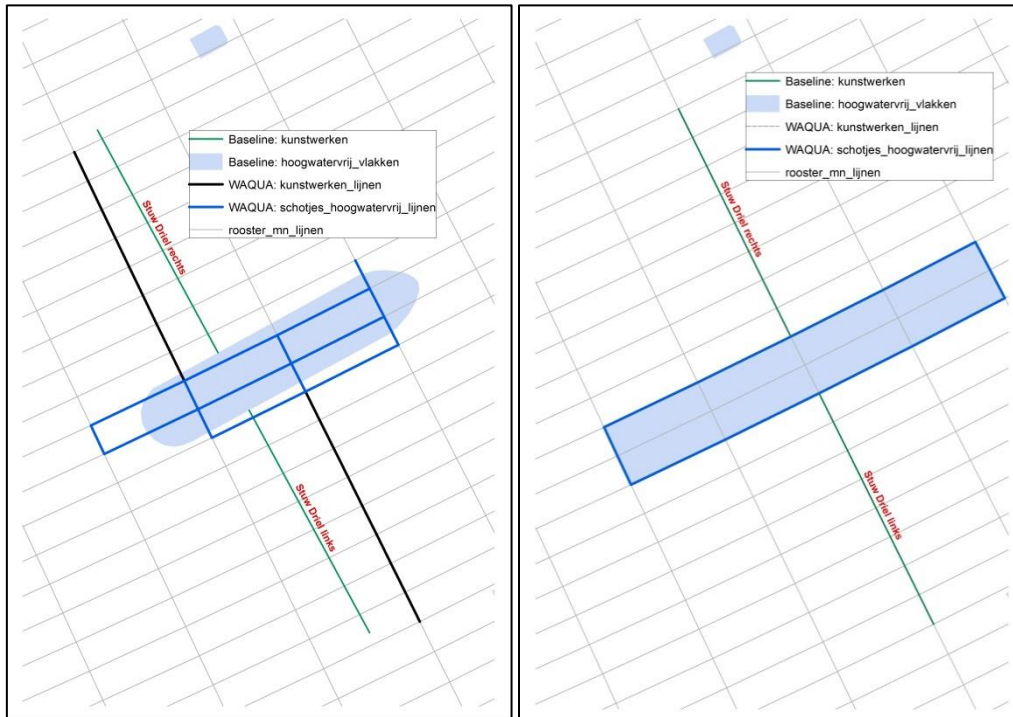 Baseline: kunstwerken
Baseline: hoogwatervrij_vlakken
WAQUA: kunstwerken_lijnen
WAQUA: schotjes_hoogwatervrij_lijnen
rooster_mn_lijnen
Stuw Driel rechts
Stuw Driel links
Baseline: kunstwerken
Baseline: hoogwatervrij_vlakken
WAQUA: kunstwerken_lijnen
WAQUA: schotjes_hoogwatervrij_lijnen
rooster_mn_lijnen
Stuw Driel rechts
Stuw Driel links